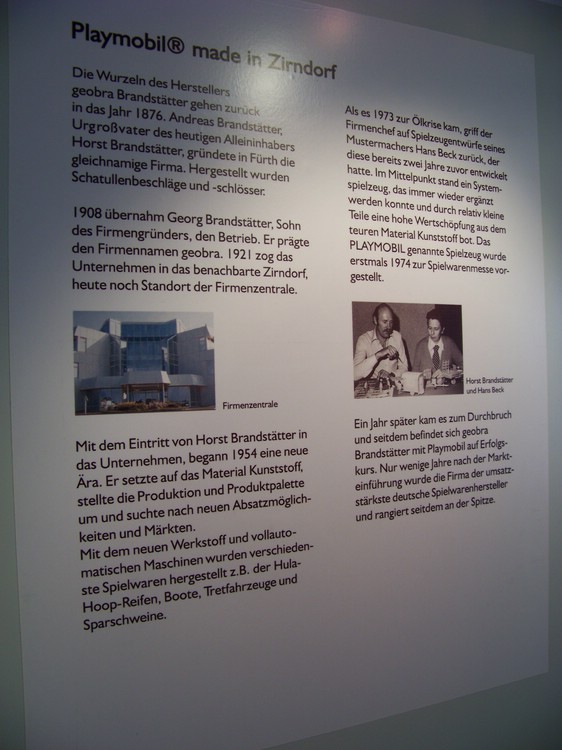 Playmobil® made in Zirndorf
Die Wurzeln des Herstellers
geobra Brandstätter gehen zurück
in das Jahr 1876. Andreas Brandstätter,
Urgroßvater des heutigen Alleininhabers
Horst Brandstätter, gründete in Fürth die
gleichnamige Firma. Hergestellt wurden
Schatullenbeschläge und -schlösser.
1908 übernahm Georg Brandstätter, Sohn
des Firmengründers, den Betrieb. Er prägte
den Firmennamen geobra. 1921 zog das
Unternehmen in das benachbarte Zirndorf,
heute noch Standort der Firmenzentrale.
Firmenzentrale
Mit dem Eintritt von Horst Brandstätter in
das Unternehmen, begann 1954 eine neue
Ära. Er setzte auf das Material Kunststoff,
stellte die Produktion und Produktpalette
um und suchte nach neuen Absatzmöglich-
keiten und Märkten.
Mit dem neuen Werkstoff und vollauto-
matischen Maschinen wurden verschieden-
ste Spielwaren hergestellt z.B. der Hula-
Hoop-Reifen, Boote, Tretfahrzeuge und
Sparschweine.
Als es 1973 zur Ölkrise kam, griff der
Firmenchef auf Spielzeugentwürfe seines
Mustermachers Hans Beck zurück, der
diese bereits zwei Jahre zuvor entwickelt
hatte. Im Mittelpunkt stand ein System-
spielzeug, das immer wieder ergänzt
werden konnte und durch relativ kleine
Teile eine hohe Wertschöpfung aus dem
teuren Material Kunststoff bot. Das
PLAYMOBIL genannte Spielzeug wurde
erstmals 1974 zur Spielwarenmesse vor-
gestellt.
Horst Brandstätter
und Hans Beck
Ein Jahr später kam es zum Durchbruch
und seitdem befindet sich geobra
Brandstätter mit Playmobil auf Erfolgs-
kurs. Nur wenige Jahre nach der Markt-
einführung wurde die Firma der umsatz-
stärkste deutsche Spielwarenhersteller
und rangiert seitdem an der Spitze.